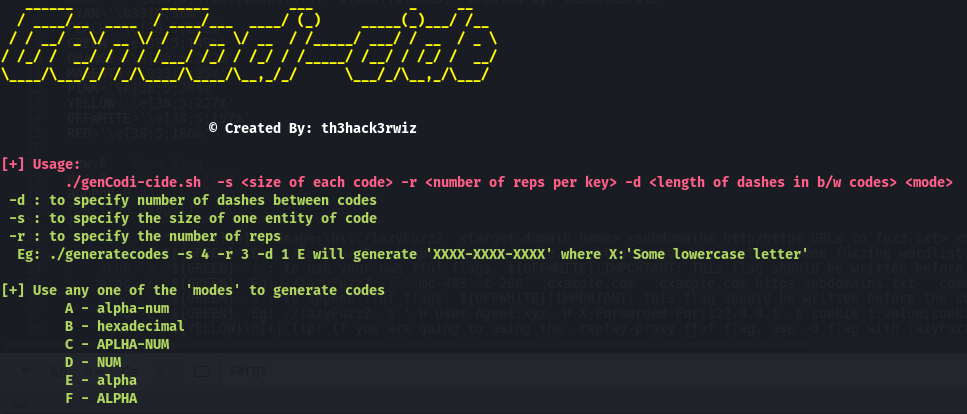 GenCodi-cide
© Created By: th3hack3rwiz
[+] Usage:
./genCodi-cide.sh -s <size of each code> -r <number of reps per key> -d <length of dashes in b/w codes> <mode>
-d : to specify number of dashes between codes
-s : to specify the size of one entity of code
-r : to specify the number of reps
Eg: ./generatecodes -s 4 -r 3 -d 1 E will generate 'XXXX-XXXX-XXXX' where X:'Some lowercase letter'
[+] Use any one of the 'modes' to generate codes
A - alpha-num
B - hexadecimal
C - APLHA-NUM
D - NUM
E - alpha
F - ALPHA
xargs